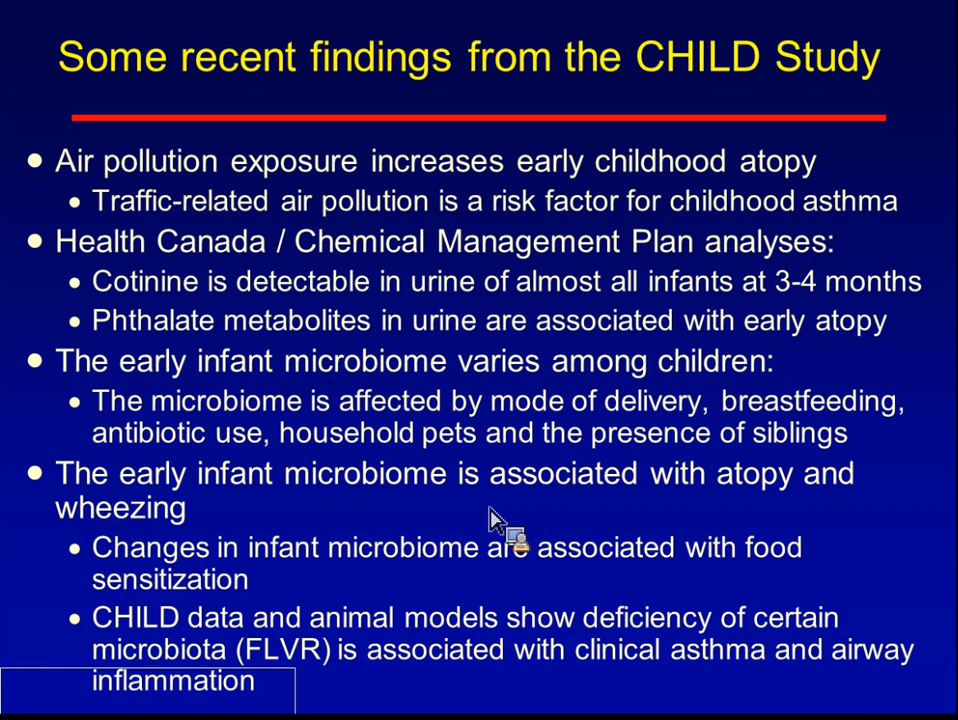 Some recent findings from the CHILD Study
● Air pollution exposure increases early childhood atopy
● Traffic-related air pollution is a risk factor for childhood asthma
● Health Canada / Chemical Management Plan analyses:
● Cotinine is detectable in urine of almost all infants at 3-4 months
● Phthalate metabolites in urine are associated with early atopy
● The early infant microbiome varies among children:
● The microbiome is affected by mode of delivery, breastfeeding,
antibiotic use, household pets and the presence of siblings
● The early infant microbiome is associated with atopy and
wheezing
● Changes in infant microbiome are associated with food
sensitization
● CHILD data and animal models show deficiency of certain
microbiota (FLVR) is associated with clinical asthma and airway
inflammation